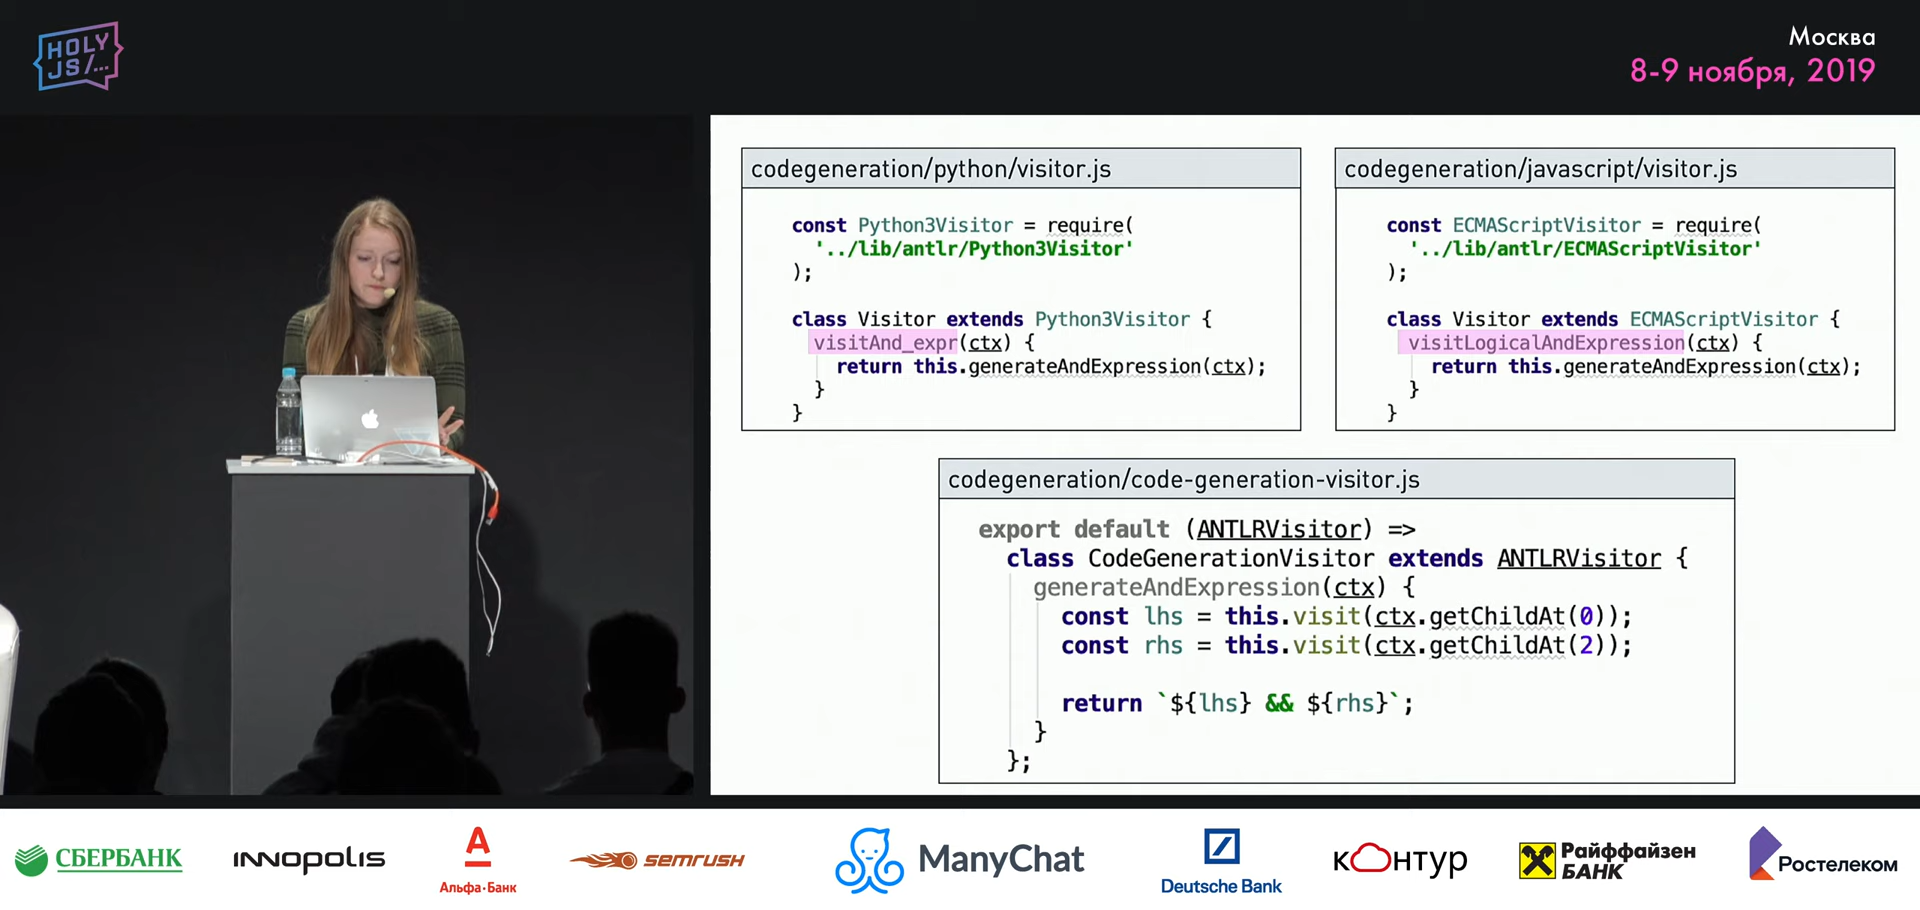 HOLY
JS/...
Москва
8-9 ноября, 2019
codegeneration/python/visitor.js
const Python3Visitor = require(
'../lib/antlr/Python3Visitor'
);
class Visitor extends Python3Visitor {
visitAnd_expr(ctx) {
return this.generateAndExpression(ctx);
}
}
codegeneration/javascript/visitor.js
const ECMAScriptVisitor = require(
'../lib/antlr/ECMAScriptVisitor'
);
class Visitor extends ECMAScriptVisitor {
visitLogicalAndExpression(ctx) {
return this.generateAndExpression(ctx);
}
}
codegeneration/code-generation-visitor.js
export default (ANTLRVisitor) =>
class CodeGenerationVisitor extends ANTLRVisitor {
generateAndExpression(ctx) {
const lhs = this.visit(ctx.getChildAt(0));
const rhs = this.visit(ctx.getChildAt(2));
return `${lhs} && ${rhs}`;
}
};
СБЕРБАНК
INNOPOLIS
А
Альфа·Банк
SEMRUSH
ManyChat
Deutsche Bank
КОНТУР
Райффайзен
БАНК
Ростелеком